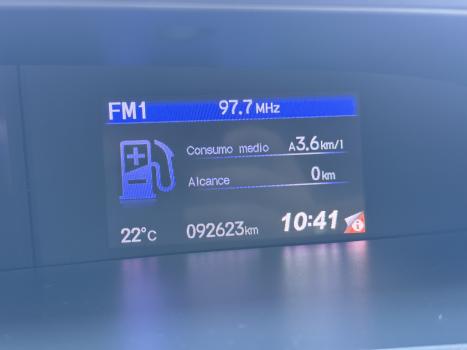 FM1 97.7 MHz
Consumo medio A3.6km/l
Alcance 0km
22°C 092623km 10:41 i